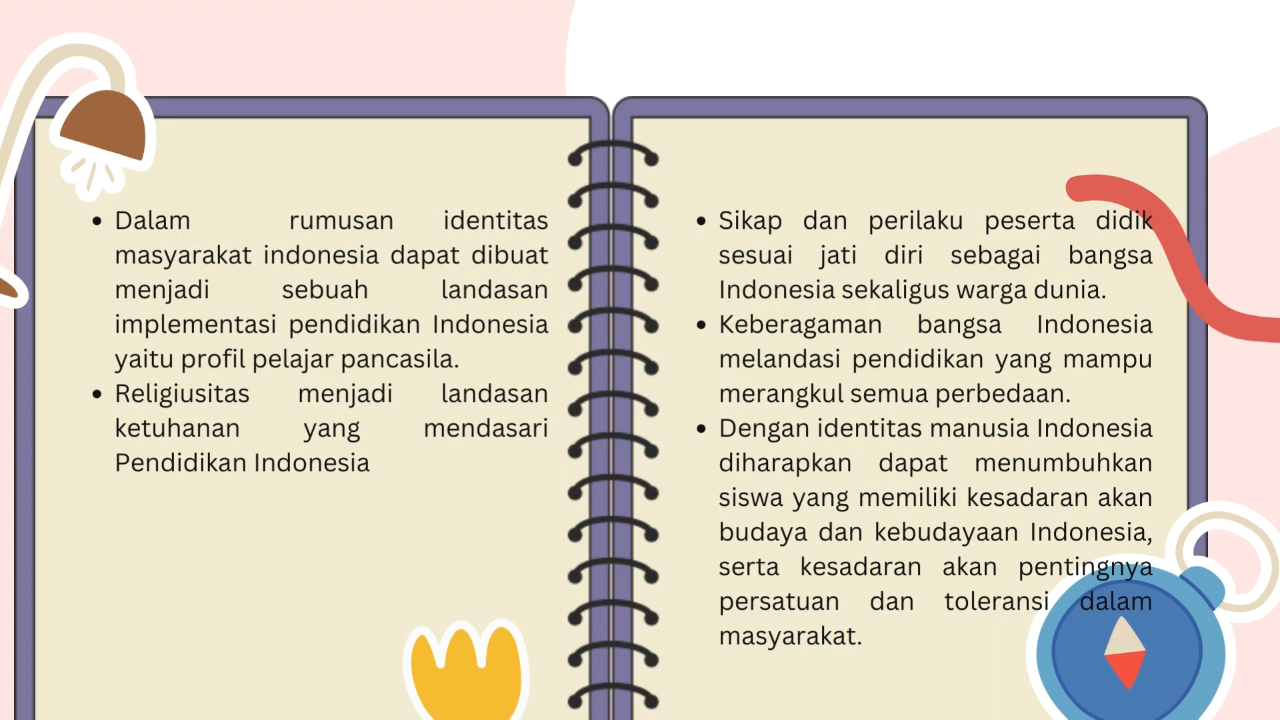 • Dalam rumusan identitas
masyarakat indonesia dapat dibuat
menjadi sebuah landasan
implementasi pendidikan Indonesia
yaitu profil pelajar pancasila.
• Religiusitas menjadi landasan
ketuhanan yang mendasari
Pendidikan Indonesia
• Sikap dan perilaku peserta didik
sesuai jati diri sebagai bangsa
Indonesia sekaligus warga dunia.
• Keberagaman bangsa Indonesia
melandasi pendidikan yang mampu
merangkul semua perbedaan.
• Dengan identitas manusia Indonesia
diharapkan dapat menumbuhkan
siswa yang memiliki kesadaran akan
budaya dan kebudayaan Indonesia,
serta kesadaran akan pentingnya
persatuan dan toleransi dalam
masyarakat.